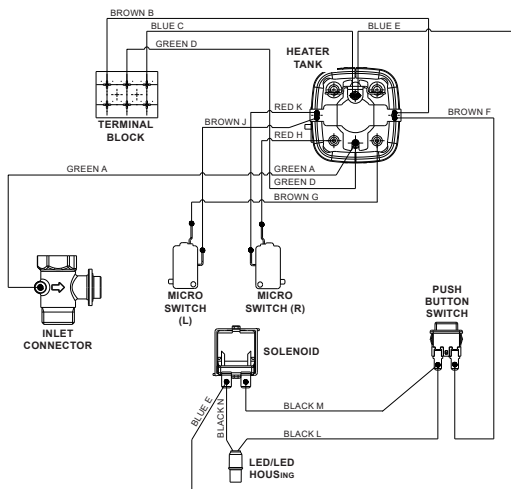 BROWN B
BLUE C
BLUE E
GREEN D
HEATER
TANK
RED K
BROWN F
BROWN J
TERMINAL
BLOCK
RED H
GREEN A
GREEN A
GREEN D
BROWN G
MICRO
SWITCH
(L)
MICRO
SWITCH (R)
PUSH
BUTTON
SWITCH
INLET
CONNECTOR
SOLENOID
BLUE E
BLACK N
BLACK M
BLACK L
LED/LED
HOUSING